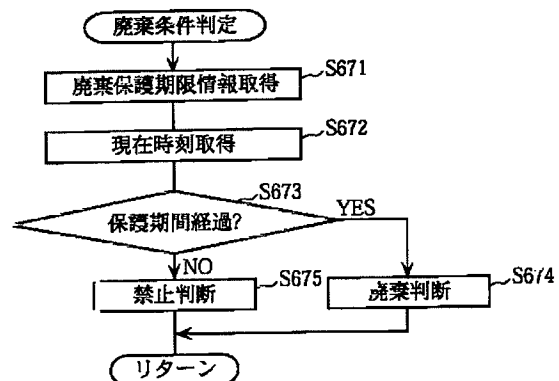 廃棄条件判定
廃棄保護期限情報取得
S671
現在時刻取得
S672
保護期間経過?
S673
YES
NO
禁止判断
S675
廃棄判断
S674
リターン